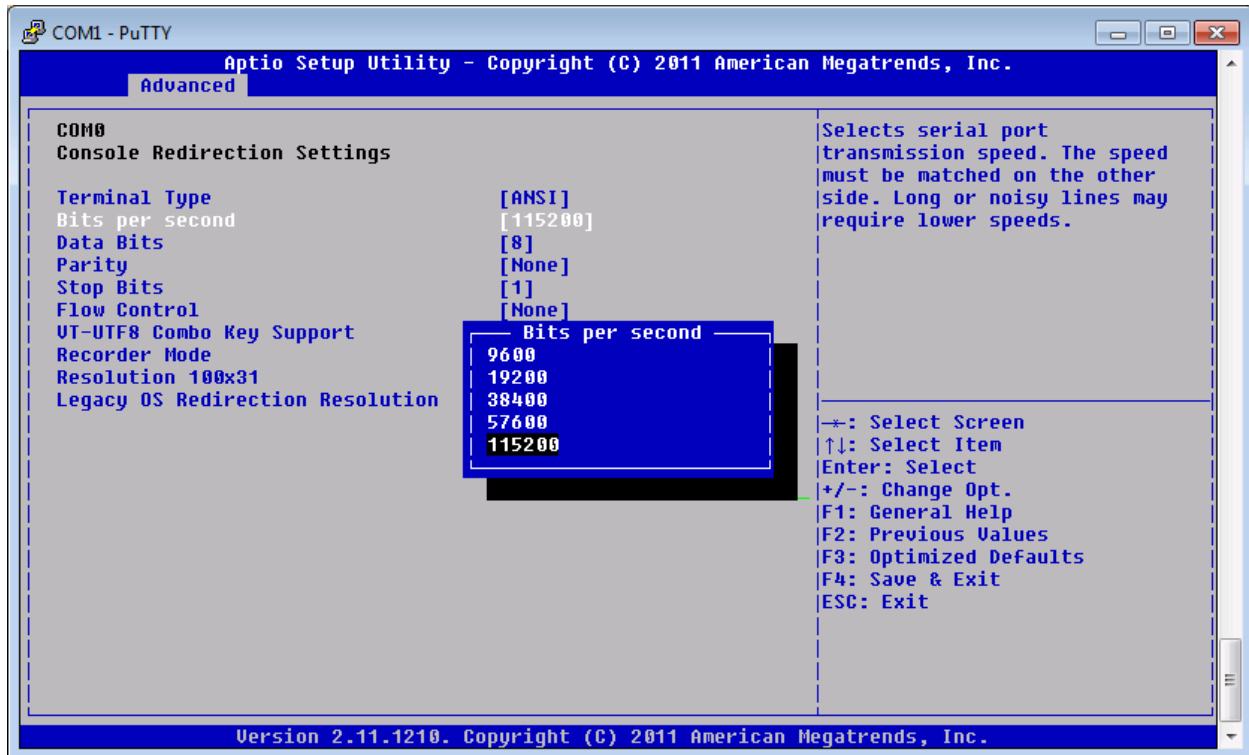 COM1 - PuTTY
Aptio Setup Utility - Copyright (C) 2011 American Megatrends, Inc.
Advanced
COM0
Console Redirection Settings
Terminal Type [ANSI]
Bits per second [115200]
Data Bits [8]
Parity [None]
Stop Bits [1]
Flow Control [None]
VT-UTF8 Combo Key Support
Recorder Mode
Resolution 100x31
Legacy OS Redirection Resolution
Bits per second
9600
19200
38400
57600
115200
Selects serial port
transmission speed. The speed
must be matched on the other
side. Long or noisy lines may
require lower speeds.
→←: Select Screen
↑↓: Select Item
Enter: Select
+/-: Change Opt.
F1: General Help
F2: Previous Values
F3: Optimized Defaults
F4: Save & Exit
ESC: Exit
Version 2.11.1210. Copyright (C) 2011 American Megatrends, Inc.